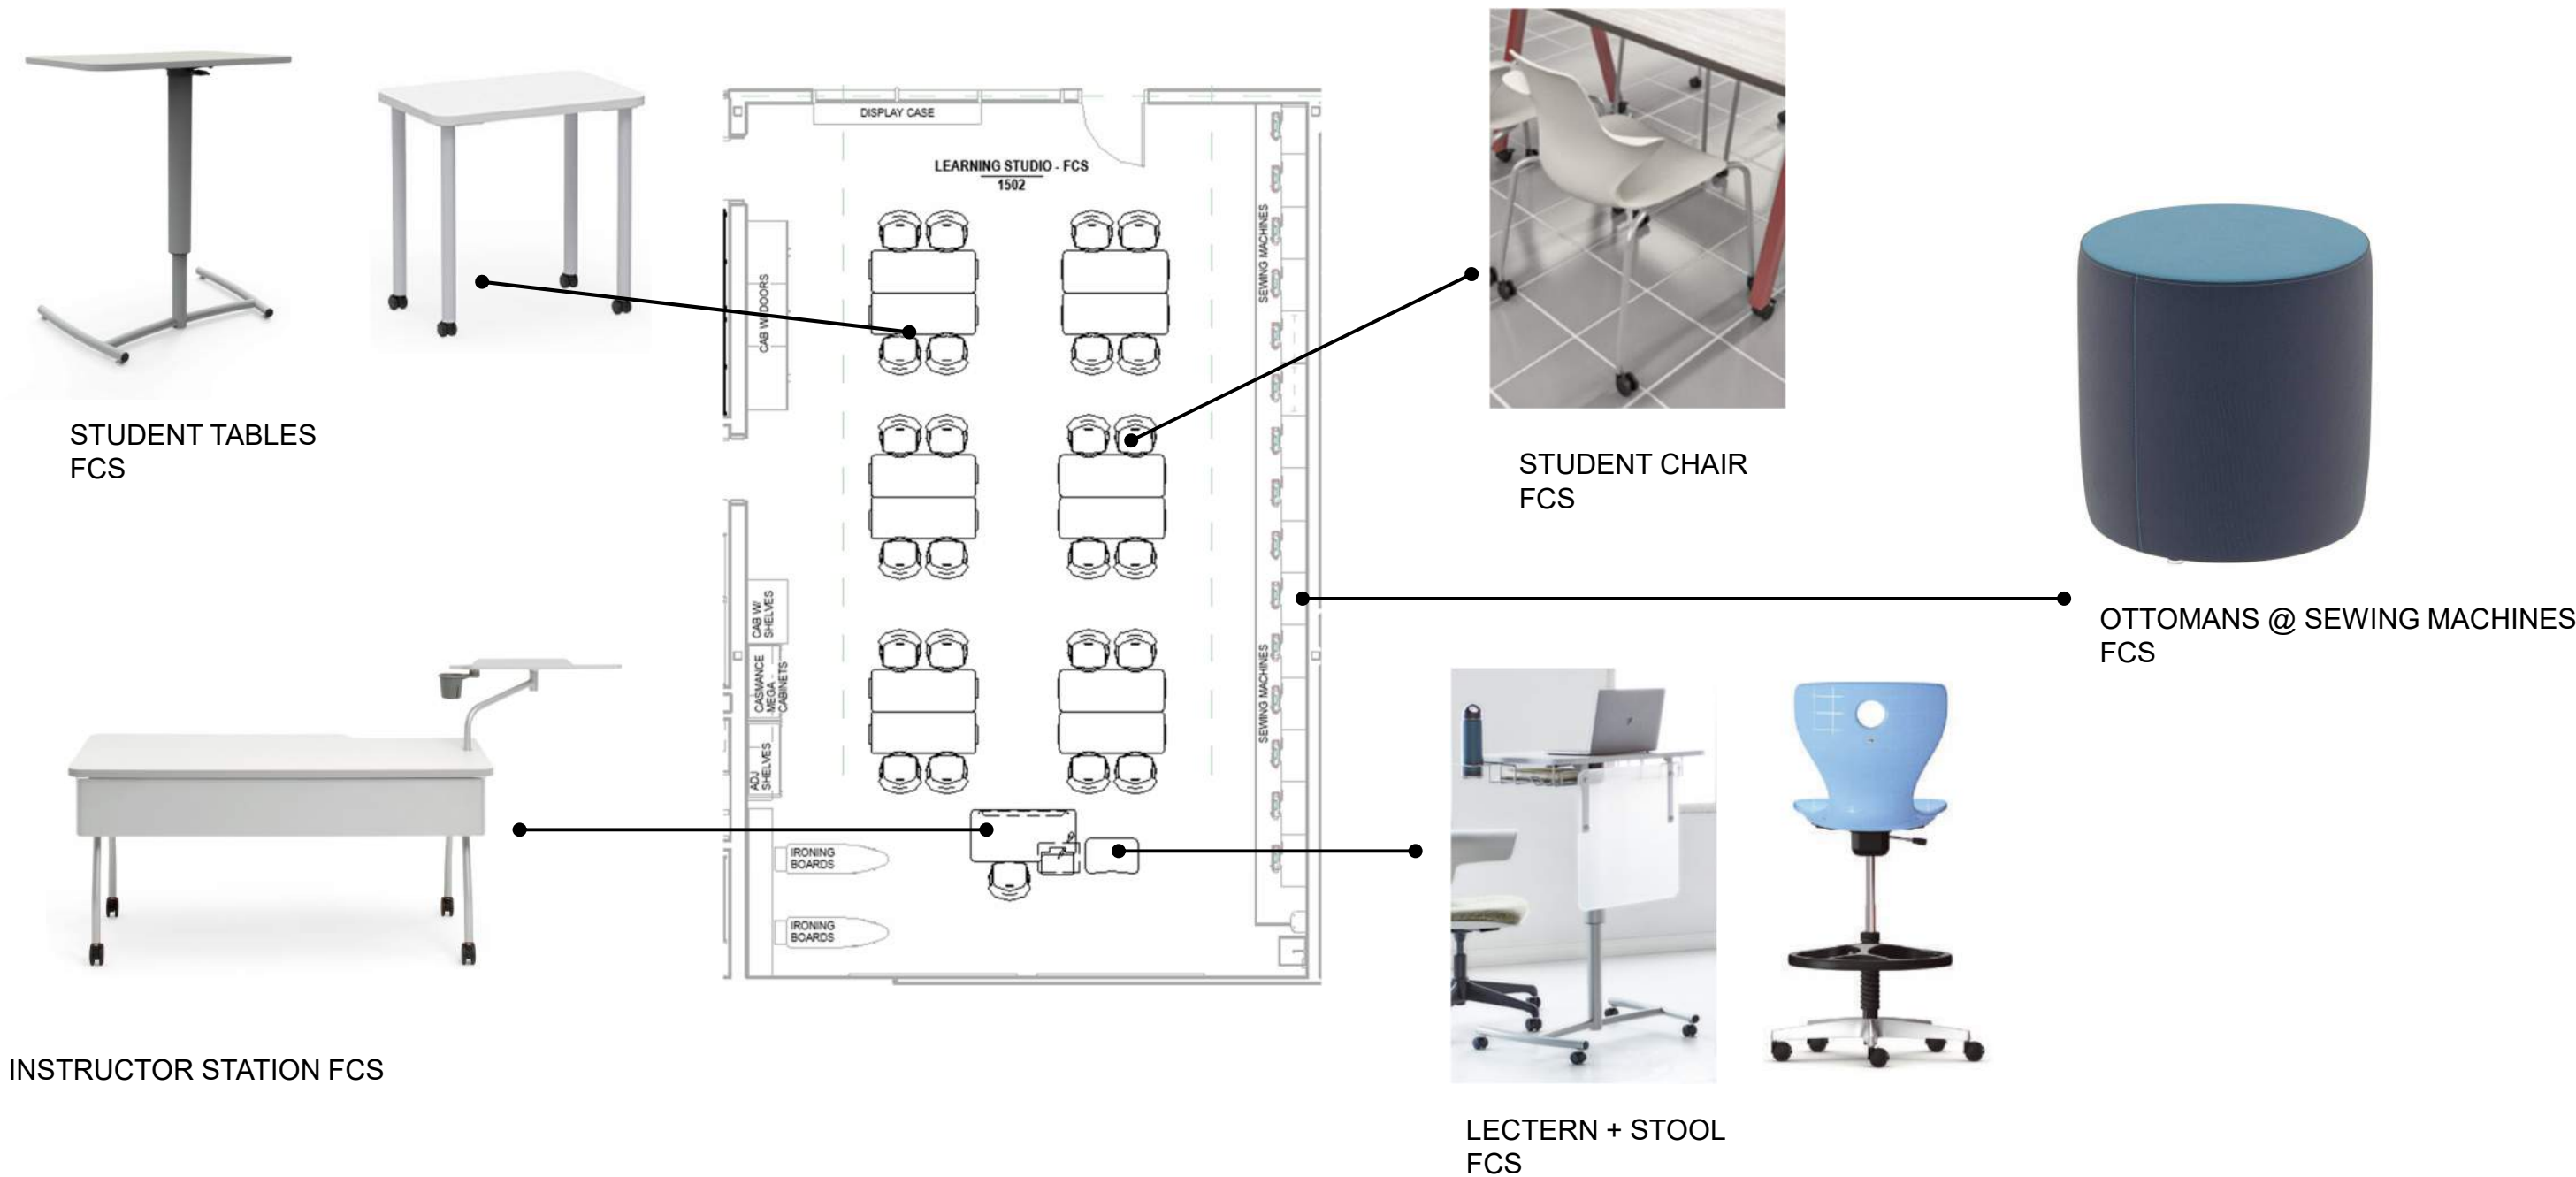 DISPLAY CASE
LEARNING STUDIO - FCS
1502
SEWING MACHINES
CAB W/DOORS
STUDENT TABLES
FCS
STUDENT CHAIR
FCS
CAB W/
SHELVES
CASMANCE
MEGA -
CABINETS
SEWING MACHINES
OTTOMANS @ SEWING MACHINES
FCS
ADJ
SHELVES
IRONING
BOARDS
IRONING
BOARDS
INSTRUCTOR STATION FCS
LECTERN + STOOL
FCS